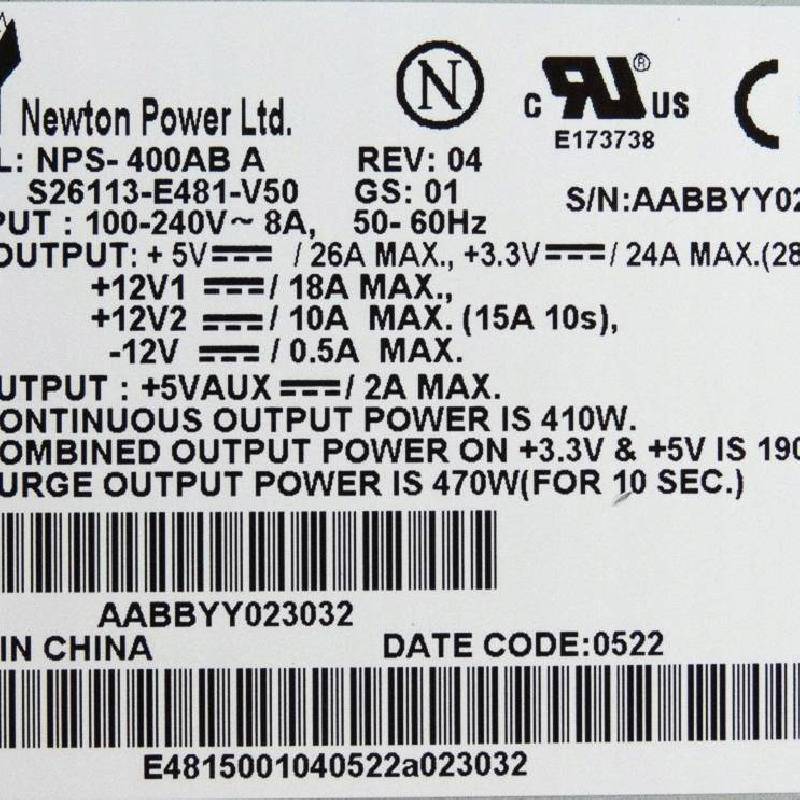 Newton Power Ltd.
N
C UL ® US
E173738
CE
L: NPS-400AB A REV: 04
S26113-E481-V50 GS: 01
S/N:AABBYY02
PUT : 100-240V~ 8A, 50-60Hz
OUTPUT: + 5V⎓ / 26A MAX., +3.3V⎓/ 24A MAX.(28
+12V1 ⎓/ 18A MAX.,
+12V2 ⎓/ 10A MAX. (15A 10s),
-12V ⎓ / 0.5A MAX.
UTPUT : +5VAUX ⎓/ 2A MAX.
ONTINUOUS OUTPUT POWER IS 410W.
OMBINED OUTPUT POWER ON +3.3V & +5V IS 190
URGE OUTPUT POWER IS 470W(FOR 10 SEC.)
AABBYY023032
IN CHINA DATE CODE:0522
E4815001040522a023032